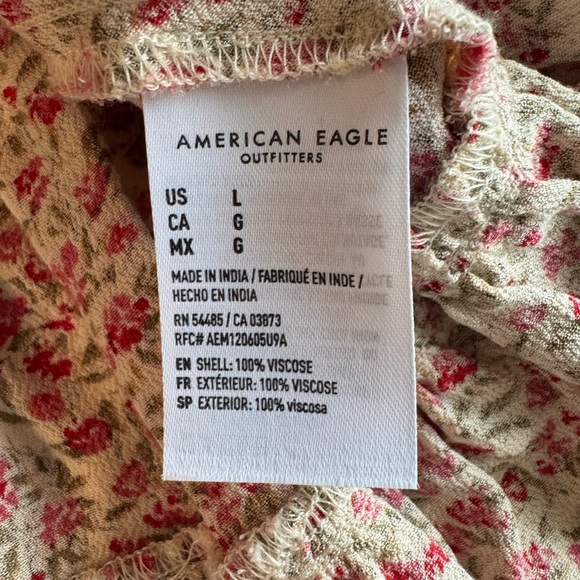 AMERICAN EAGLE
OUTFITTERS
US L
CA G
MX G
MADE IN INDIA / FABRIQUÉ EN INDE /
HECHO EN INDIA
RN 54485 / CA 03873
RFC# AEM120605U9A
EN SHELL: 100% VISCOSE
FR EXTÉRIEUR: 100% VISCOSE
SP EXTERIOR: 100% viscosa